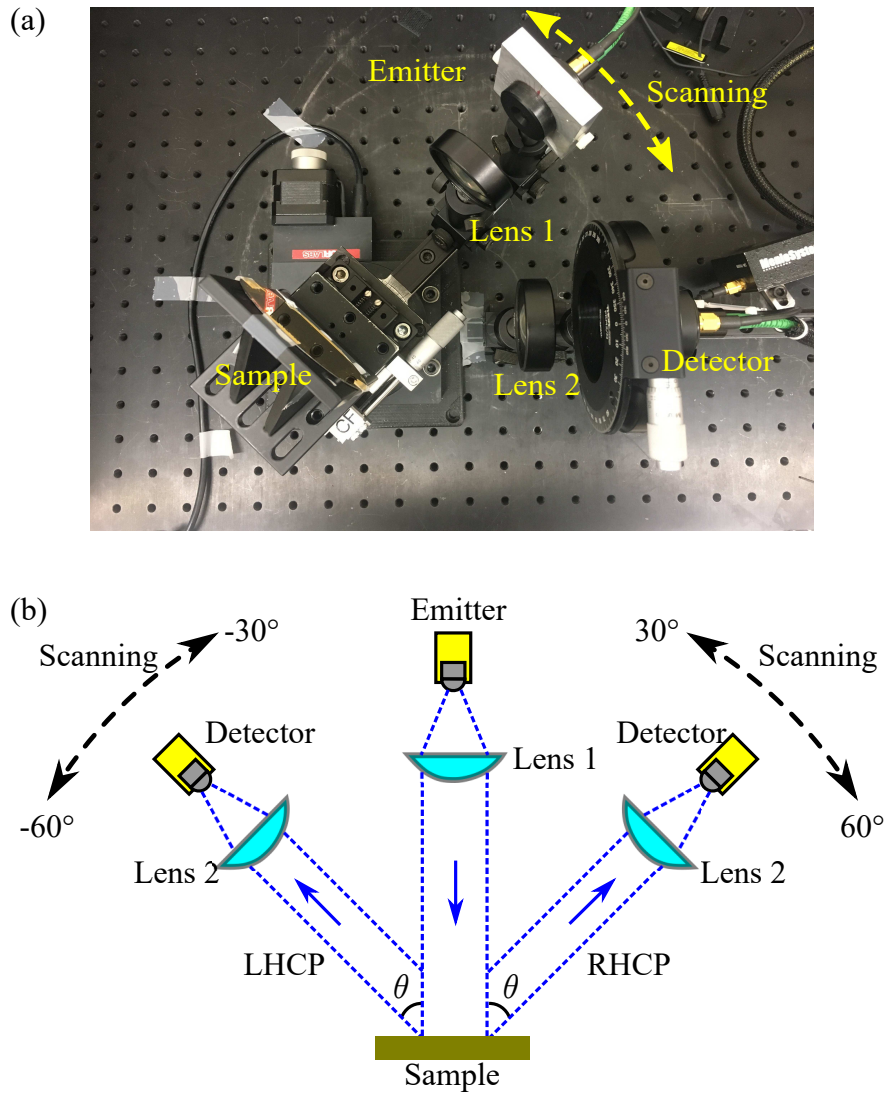 (a)
Emitter
Scanning
Lens 1
Lens 2
Detector
Sample
(b)
Emitter
-30°
30°
Scanning
Scanning
Detector
Detector
Lens 1
-60°
60°
Lens 2
Lens 2
LHCP
RHCP
θ
θ
Sample